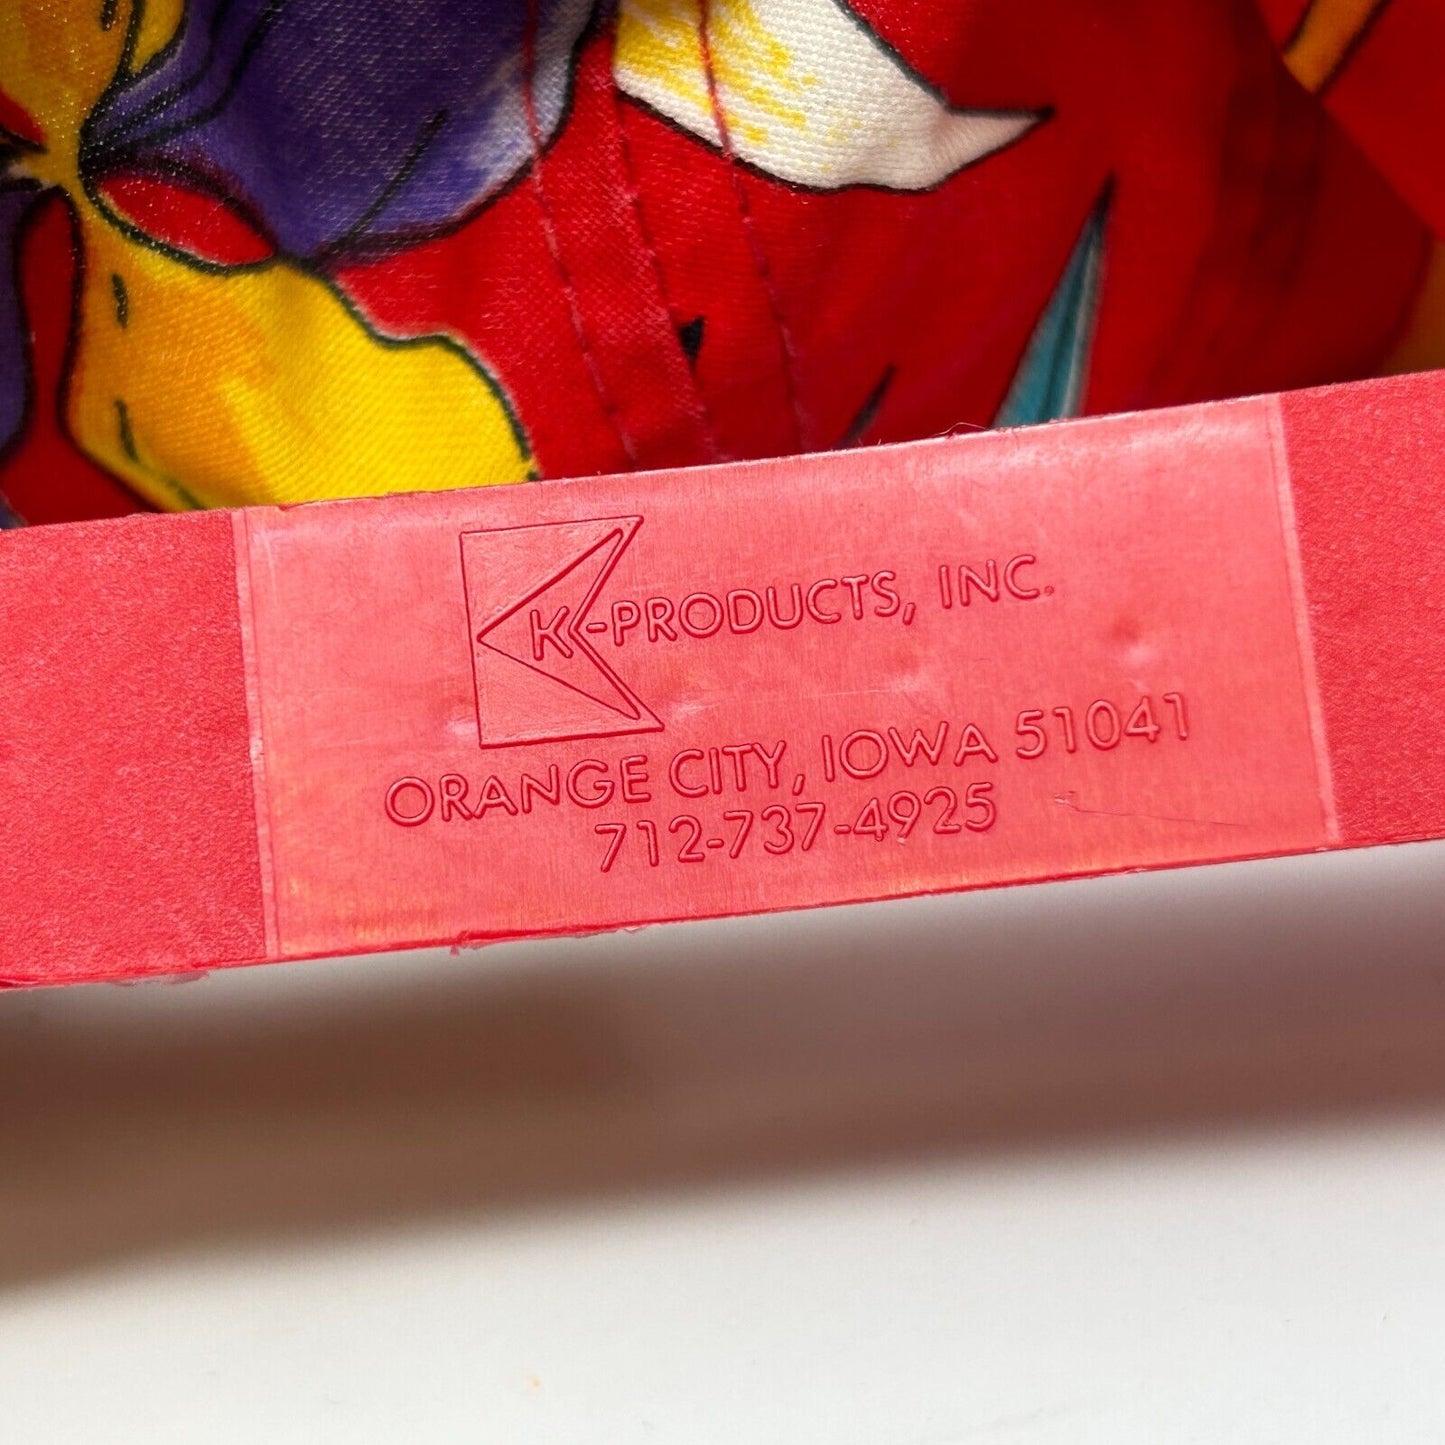 K-PRODUCTS, INC.
ORANGE CITY, IOWA 51041
712-737-4925